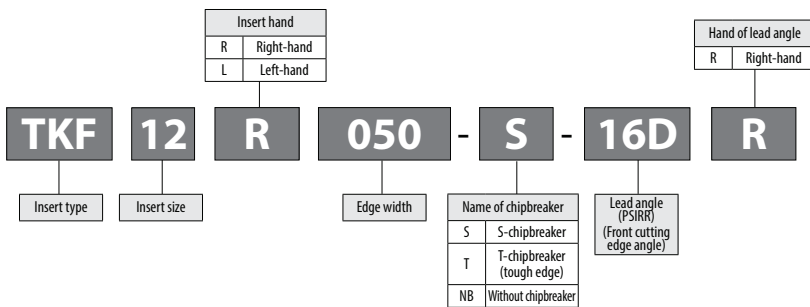 Insert hand
R Right-hand
L Left-hand
Hand of lead angle
R Right-hand
TKF 12 R 050 - S - 16D R
Insert type
Insert size
Edge width
Name of chipbreaker
S S-chipbreaker
T T-chipbreaker
(tough edge)
NB Without chipbreaker
Lead angle
(PSIRR)
(Front cutting
edge angle)